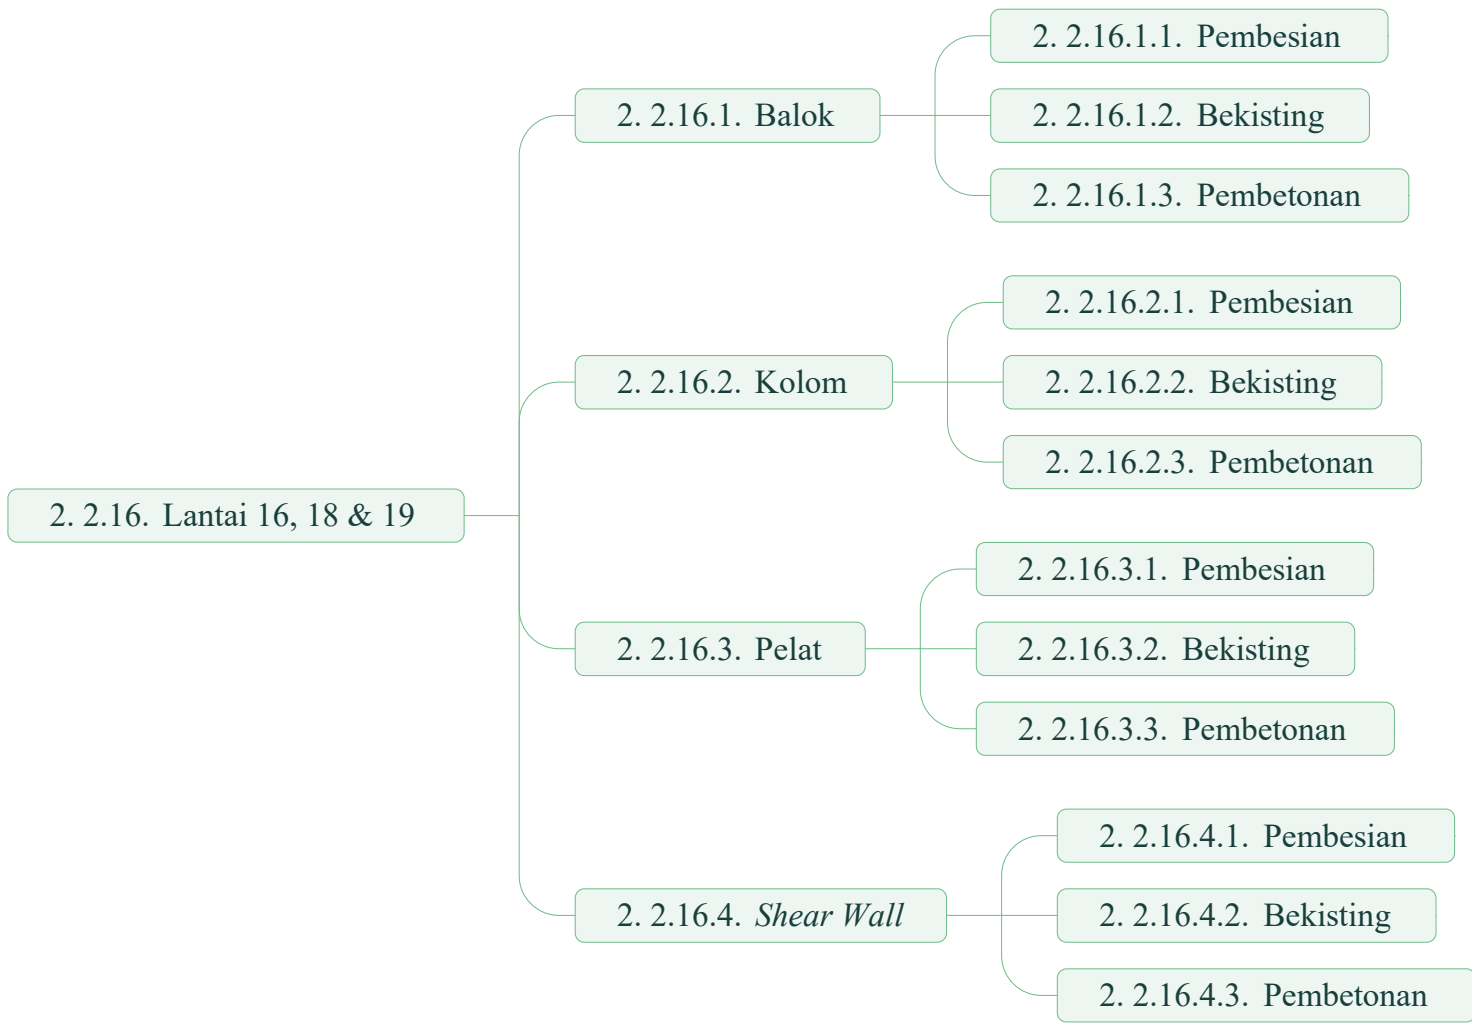 2. 2.16. Lantai 16, 18 & 19
2. 2.16.1. Balok
2. 2.16.1.1. Pembesian
2. 2.16.1.2. Bekisting
2. 2.16.1.3. Pembetonan
2. 2.16.2. Kolom
2. 2.16.2.1. Pembesian
2. 2.16.2.2. Bekisting
2. 2.16.2.3. Pembetonan
2. 2.16.3. Pelat
2. 2.16.3.1. Pembesian
2. 2.16.3.2. Bekisting
2. 2.16.3.3. Pembetonan
2. 2.16.4. Shear Wall
2. 2.16.4.1. Pembesian
2. 2.16.4.2. Bekisting
2. 2.16.4.3. Pembetonan